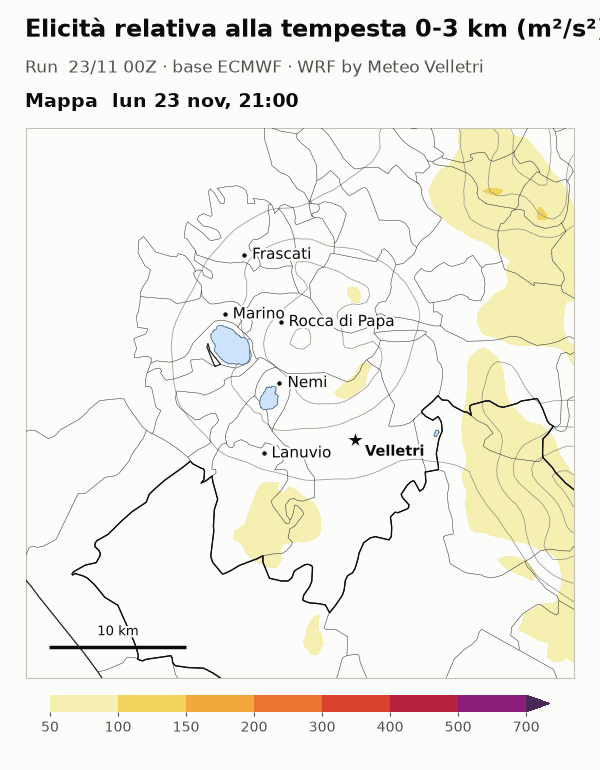 Elicità relativa alla tempesta 0-3 km (m²/s²)
Run 23/11 00Z · base ECMWF · WRF by Meteo Velletri
Mappa lun 23 nov, 21:00
Frascati
Marino
Rocca di Papa
Nemi
Velletri
Lanuvio
10 km
50 100 150 200 300 400 500 700